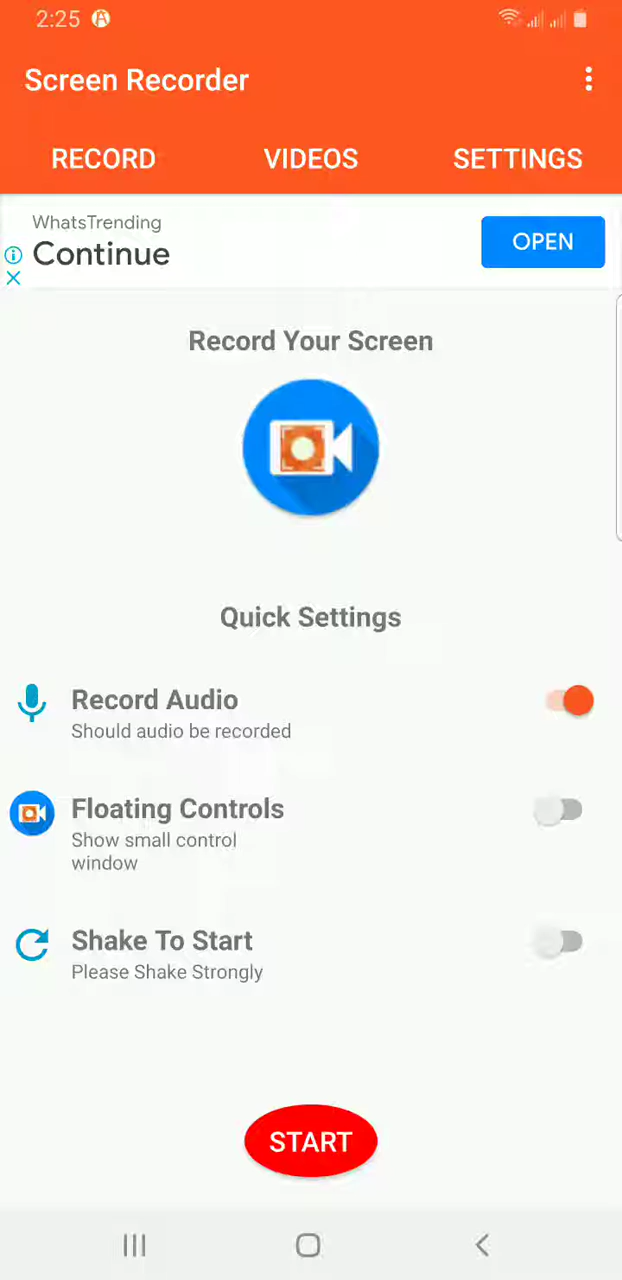 2:25
Screen Recorder
RECORD VIDEOS SETTINGS
WhatsTrending
Continue
OPEN
Record Your Screen
Quick Settings
Record Audio
Should audio be recorded
Floating Controls
Show small control
window
Shake To Start
Please Shake Strongly
START